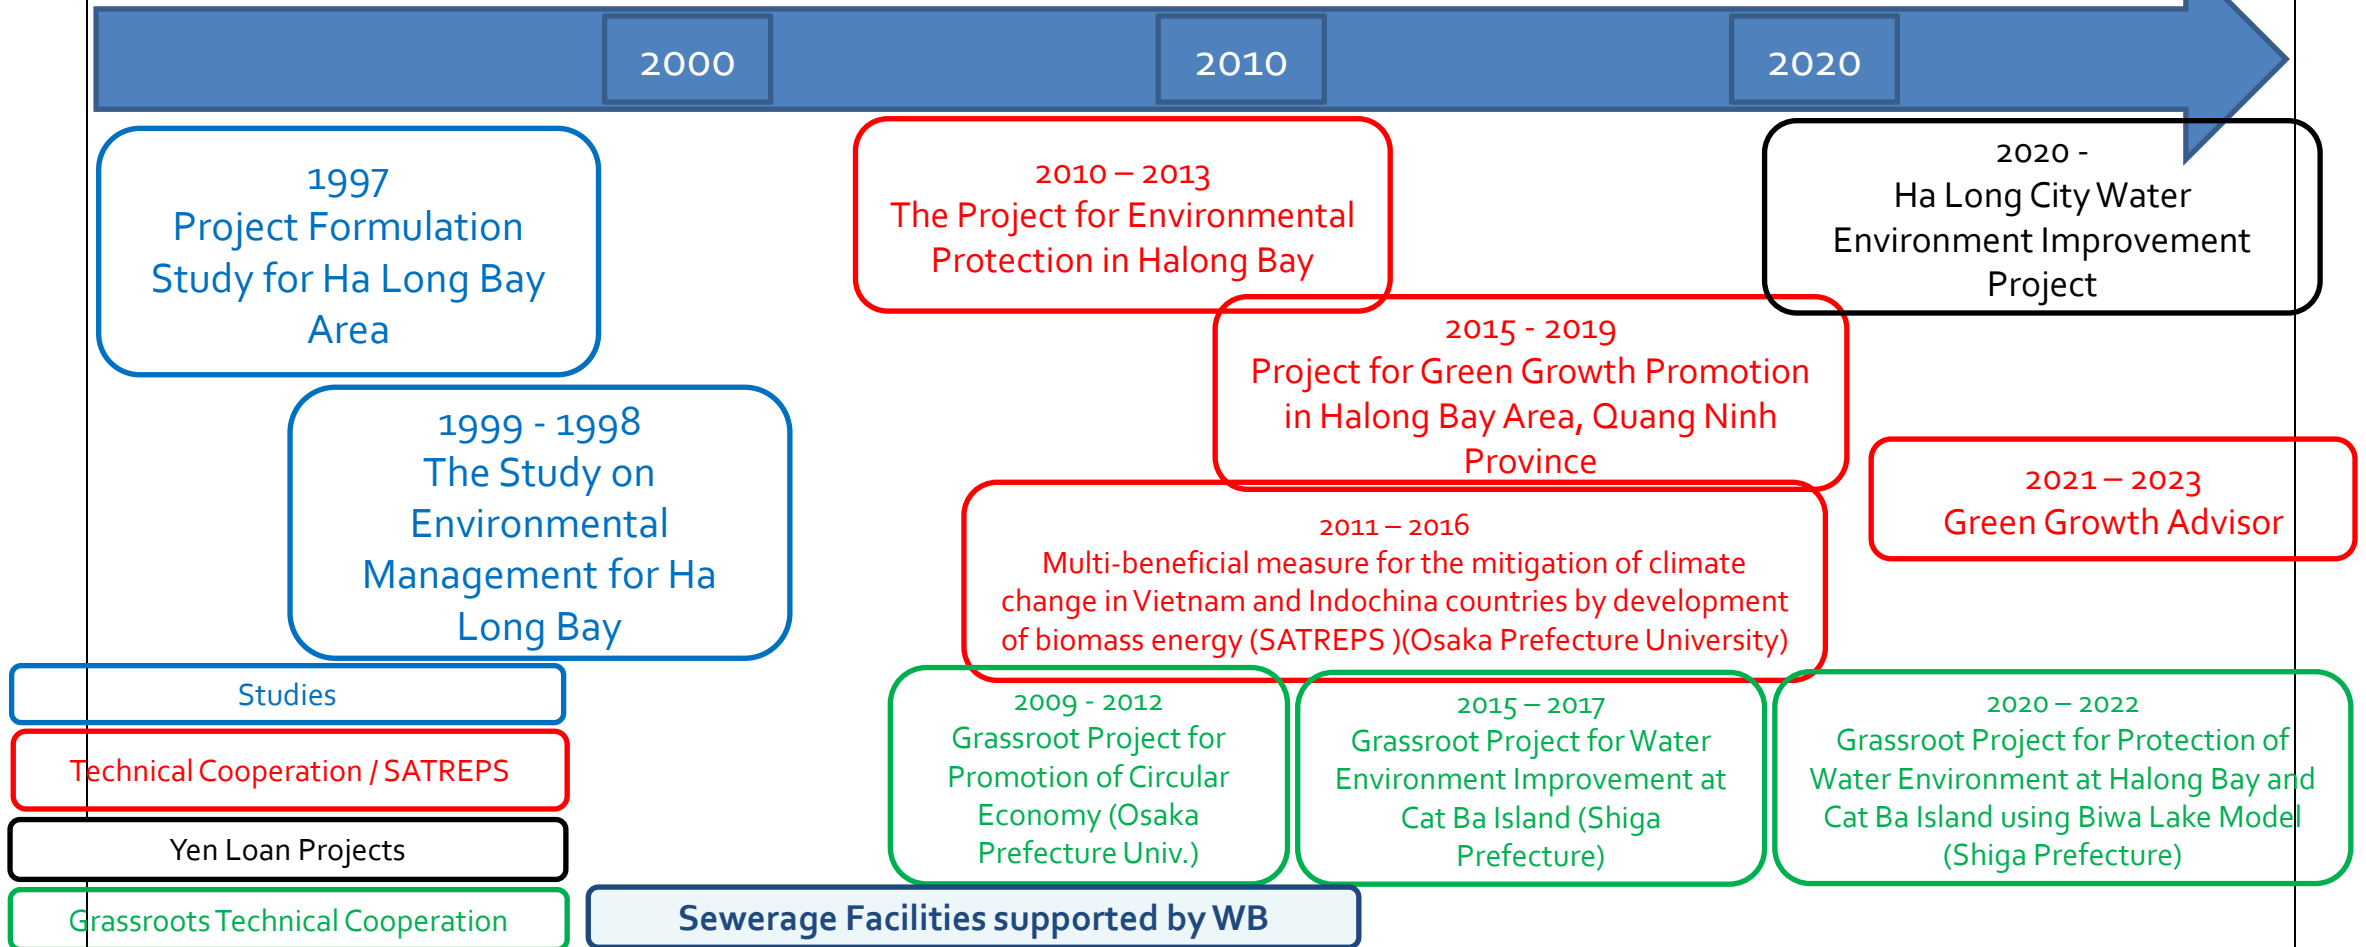 2000
2010
2020
1997
Project Formulation
Study for Ha Long Bay
Area
1999 - 1998
The Study on
Environmental
Management for Ha
Long Bay
2010 – 2013
The Project for Environmental
Protection in Halong Bay
2020 -
Ha Long City Water
Environment Improvement
Project
2015 - 2019
Project for Green Growth Promotion
in Halong Bay Area, Quang Ninh
Province
2021 – 2023
Green Growth Advisor
2011 – 2016
Multi-beneficial measure for the mitigation of climate
change in Vietnam and Indochina countries by development
of biomass energy (SATREPS )(Osaka Prefecture University)
2009 - 2012
Grassroot Project for
Promotion of Circular
Economy (Osaka
Prefecture Univ.)
2015 – 2017
Grassroot Project for Water
Environment Improvement at
Cat Ba Island (Shiga
Prefecture)
2020 – 2022
Grassroot Project for Protection of
Water Environment at Halong Bay and
Cat Ba Island using Biwa Lake Model
(Shiga Prefecture)
Studies
Technical Cooperation / SATREPS
Yen Loan Projects
Grassroots Technical Cooperation
Sewerage Facilities supported by WB